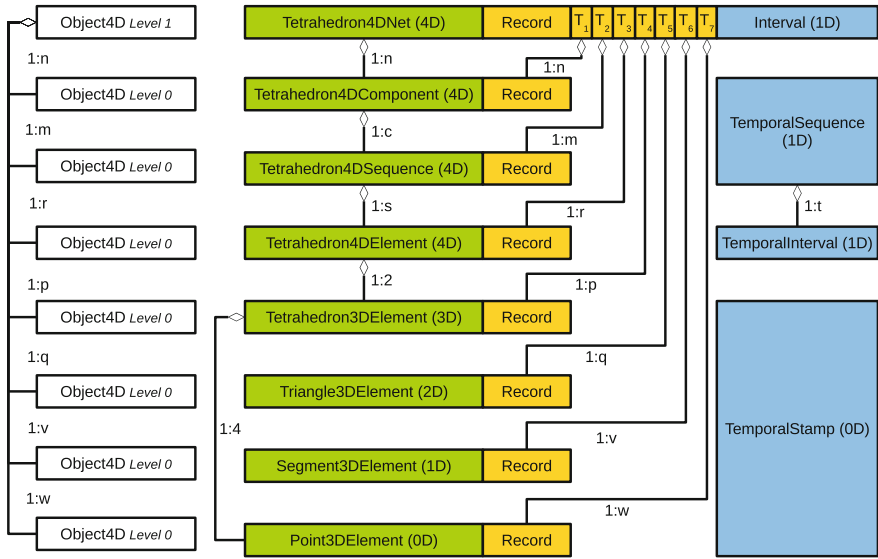 Object4D Level 1
Tetrahedron4DNet (4D)
Record
T1
T2
T3
T4
T5
T6
T7
Interval (1D)
1:n
1:n
1:n
Object4D Level 0
Tetrahedron4DComponent (4D)
Record
TemporalSequence
(1D)
1:m
1:c
1:m
Object4D Level 0
Tetrahedron4DSequence (4D)
Record
1:r
1:s
1:r
1:t
Object4D Level 0
Tetrahedron4DElement (4D)
Record
TemporalInterval (1D)
1:p
1:2
1:p
Object4D Level 0
Tetrahedron3DElement (3D)
Record
1:q
1:q
Object4D Level 0
Triangle3DElement (2D)
Record
TemporalStamp (0D)
1:v
1:4
1:v
Object4D Level 0
Segment3DElement (1D)
Record
1:w
1:w
Object4D Level 0
Point3DElement (0D)
Record